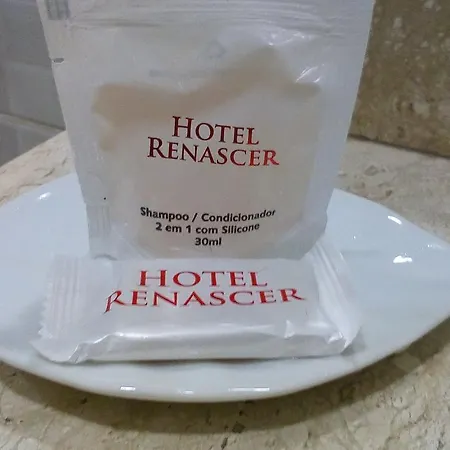 HOTEL
RENASCER
Shampoo / Condicionador
2 em 1 com Silicone
30ml
HOTEL
RENASCER